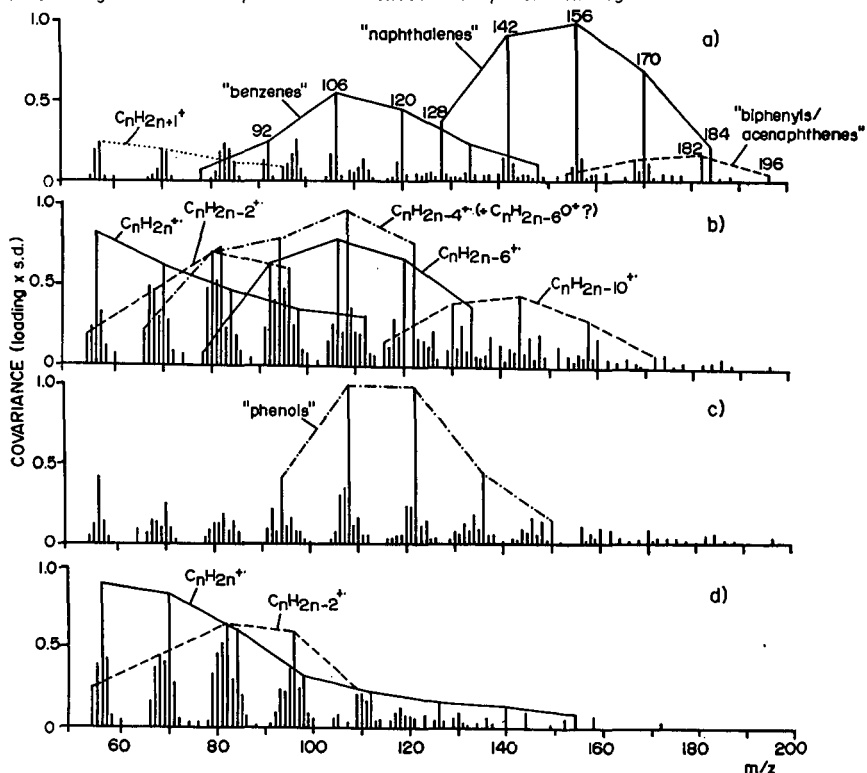 1.0
0.5
0
CnH2n+1+
"benzenes"
"naphthalenes"
"biphenyls/
acenaphthenes"
92
106
120
128
142
156
170
182
184
196
a)
1.0
0.5
0
CnH2n+·
CnH2n-2+·
CnH2n-4+· (+ CnH2n-6O+?)
CnH2n-6+·
CnH2n-10+·
b)
COVARIANCE (loading x s.d.)
1.0
0.5
0
"phenols"
c)
1.0
0.5
0
CnH2n+·
CnH2n-2+·
d)
60
80
100
120
140
160
180
200
m/z